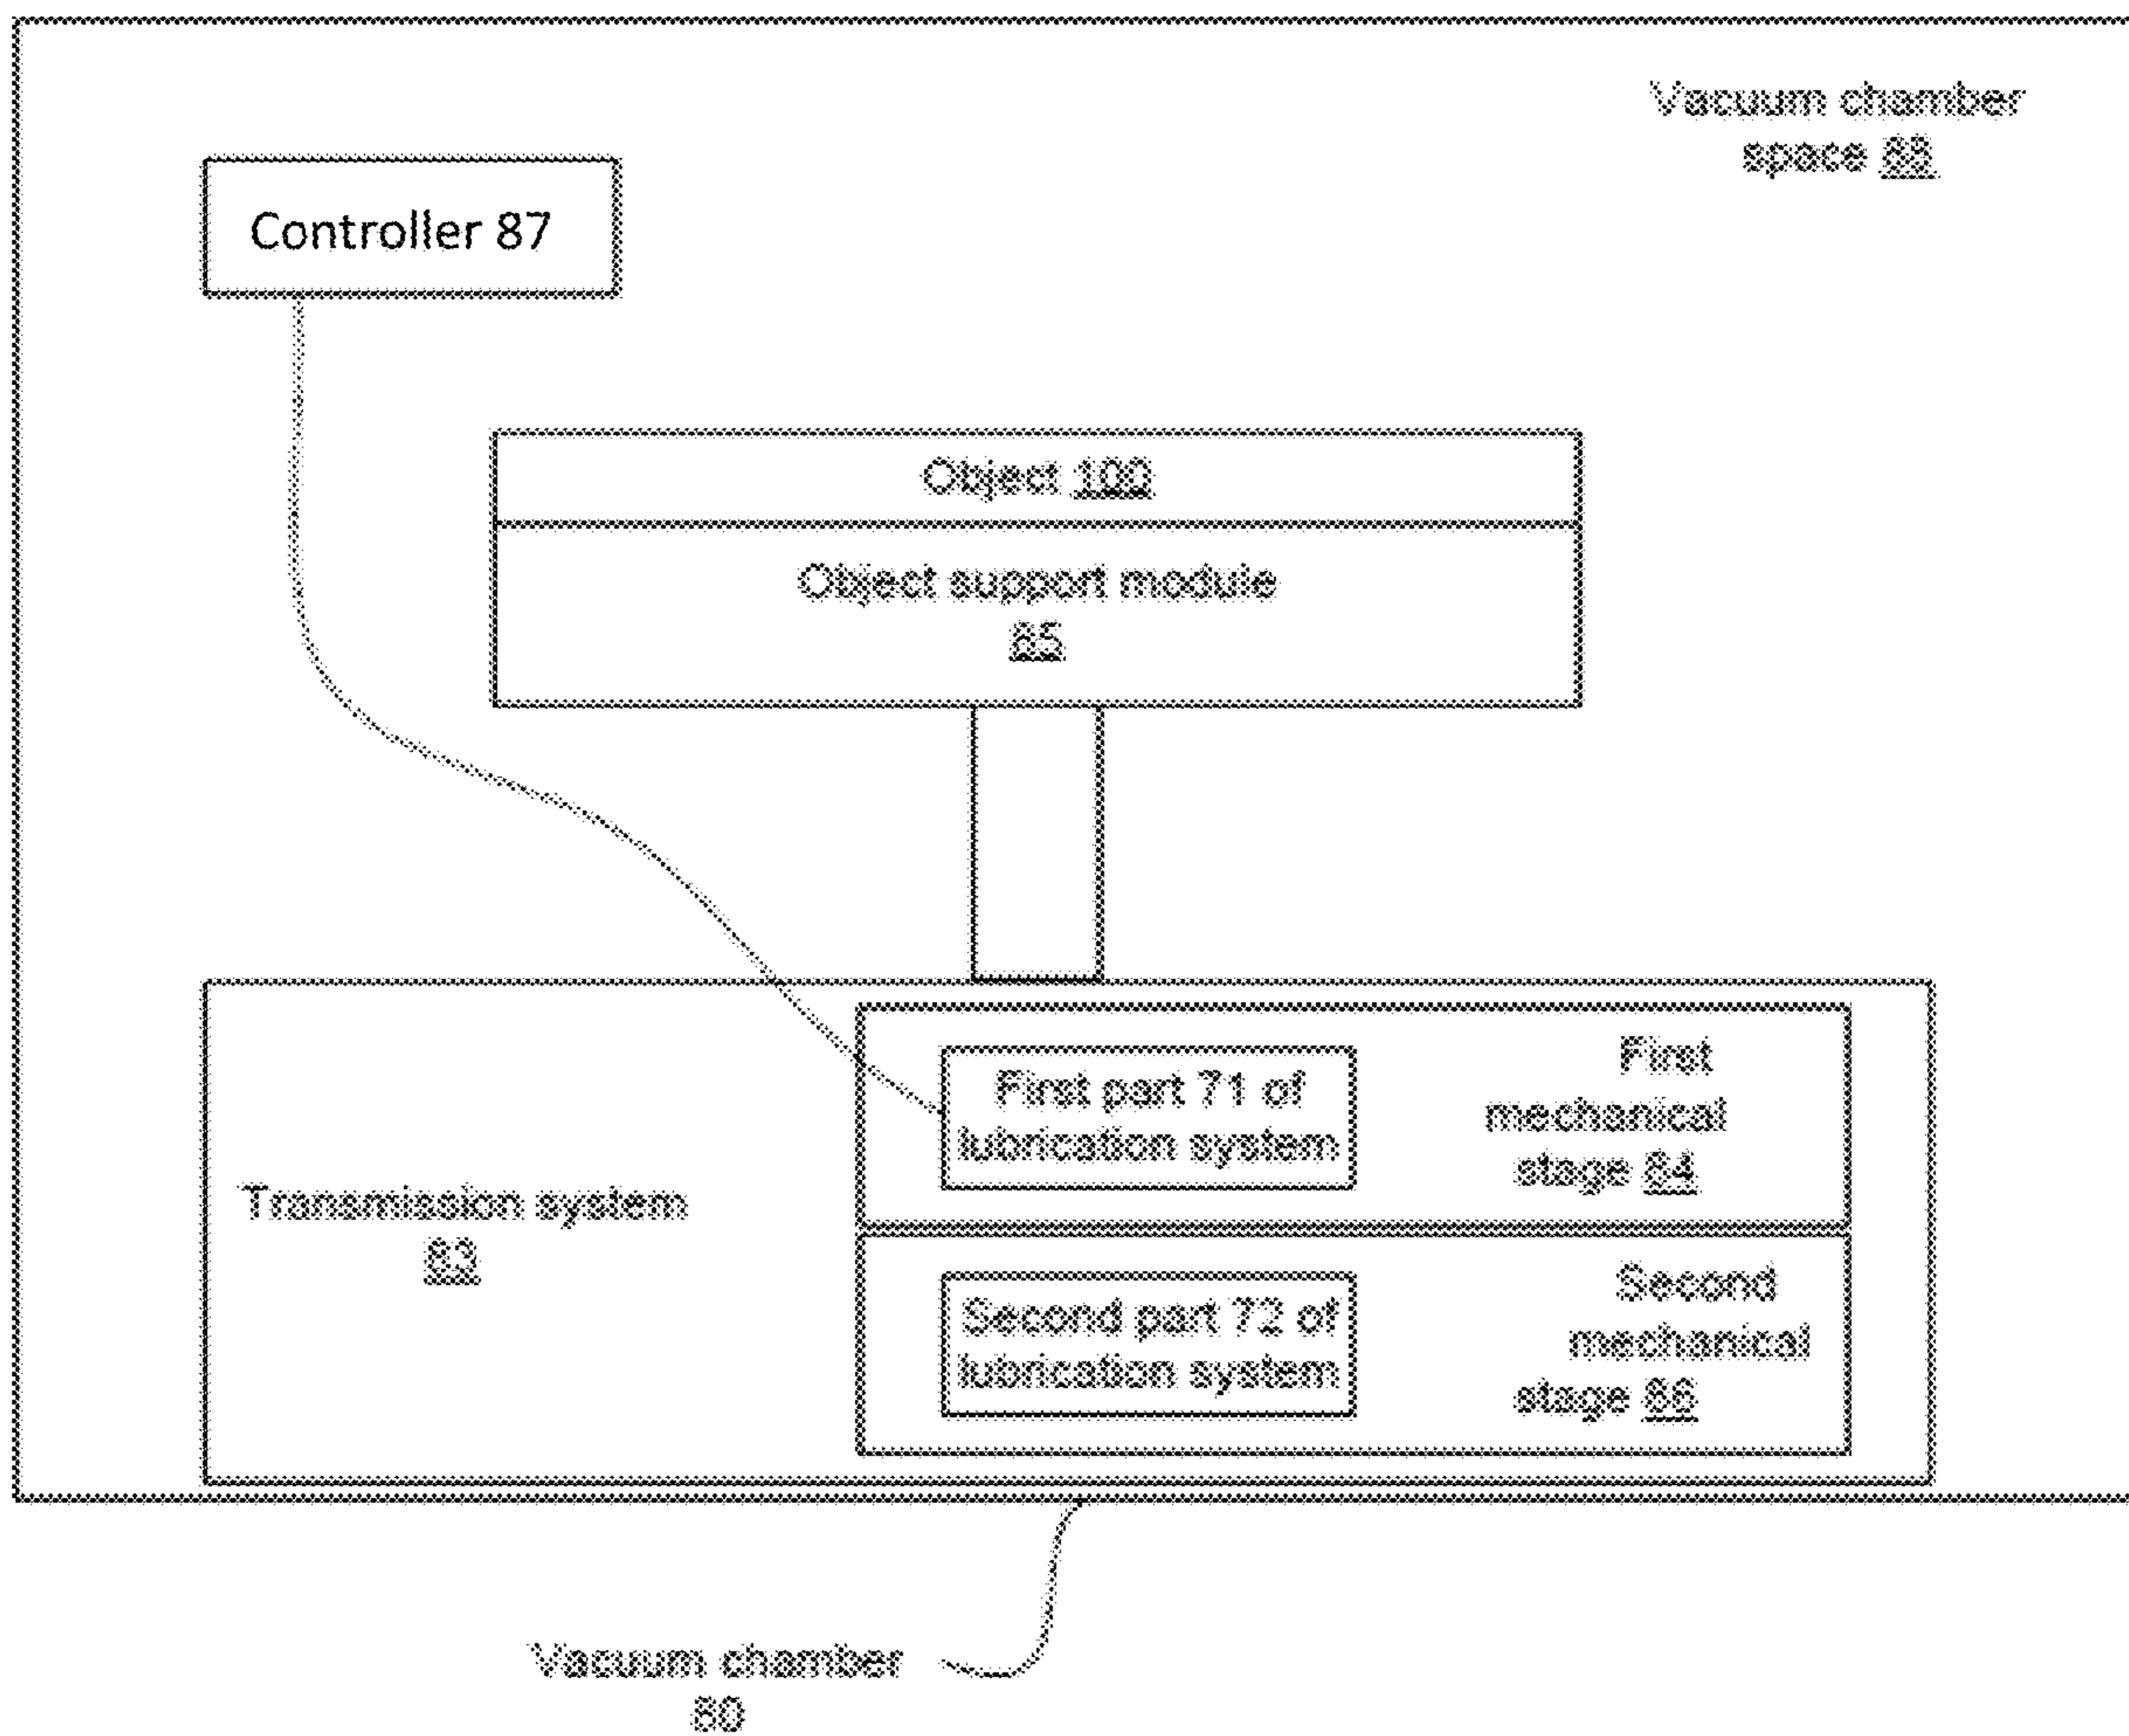 Vacuum chamber
space 88
Controller 87
Object 100
Object support module
85
First part 71 of
lubrication system
First
mechanical
stage 84
Transmission system
83
Second part 72 of
lubrication system
Second
mechanical
stage 86
Vacuum chamber
80